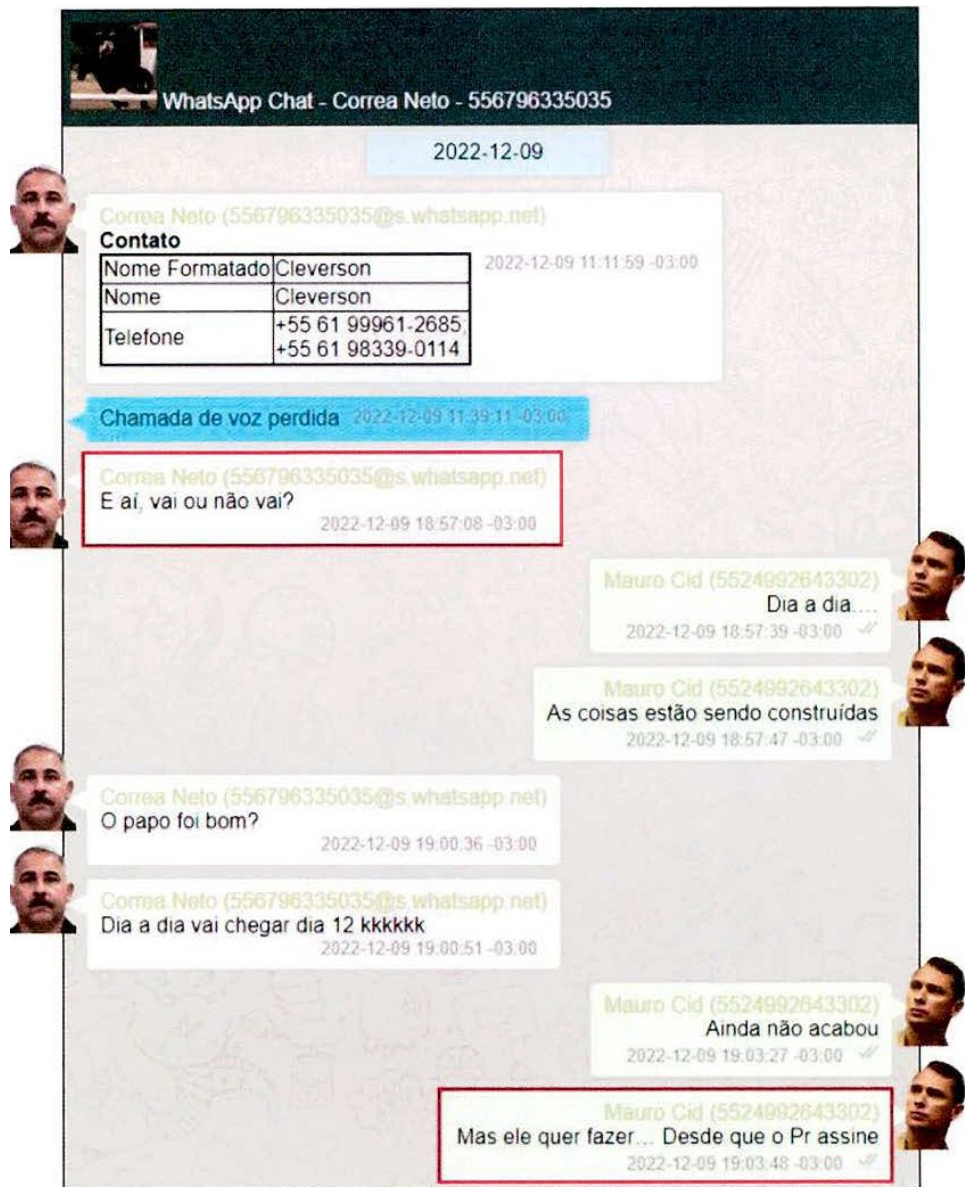 WhatsApp Chat - Correa Neto - 556796335035
2022-12-09
Correa Neto (556796335035@s.whatsapp.net)
Contato
Nome Formatado Cleverson
Nome Cleverson
Telefone +55 61 99961-2685;
+55 61 98339-0114
2022-12-09 11:11:59 -03:00
Chamada de voz perdida 2022-12-09 11:39:11 -03:00
Correa Neto (556796335035@s.whatsapp.net)
E aí, vai ou não vai?
2022-12-09 18:57:08 -03:00
Mauro Cid (5524992643302)
Dia a dia....
2022-12-09 18:57:39 -03:00
Mauro Cid (5524992643302)
As coisas estão sendo construídas
2022-12-09 18:57:47 -03:00
Correa Neto (556796335035@s.whatsapp.net)
O papo foi bom?
2022-12-09 19:00:36 -03:00
Correa Neto (556796335035@s.whatsapp.net)
Dia a dia vai chegar dia 12 kkkkkk
2022-12-09 19:00:51 -03:00
Mauro Cid (5524992643302)
Ainda não acabou
2022-12-09 19:03:27 -03:00
Mauro Cid (5524992643302)
Mas ele quer fazer... Desde que o Pr assine
2022-12-09 19:03:48 -03:00